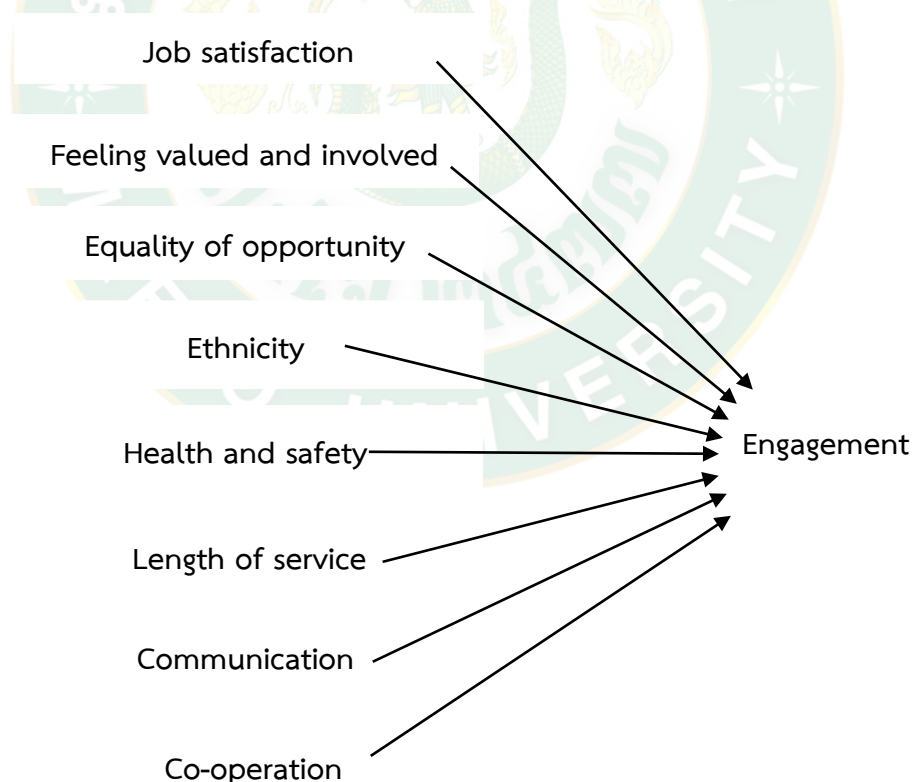 Job satisfaction
Feeling valued and involved
Equality of opportunity
Ethnicity
Health and safety
Length of service
Engagement
Communication
Co-operation
UNIVERSITY